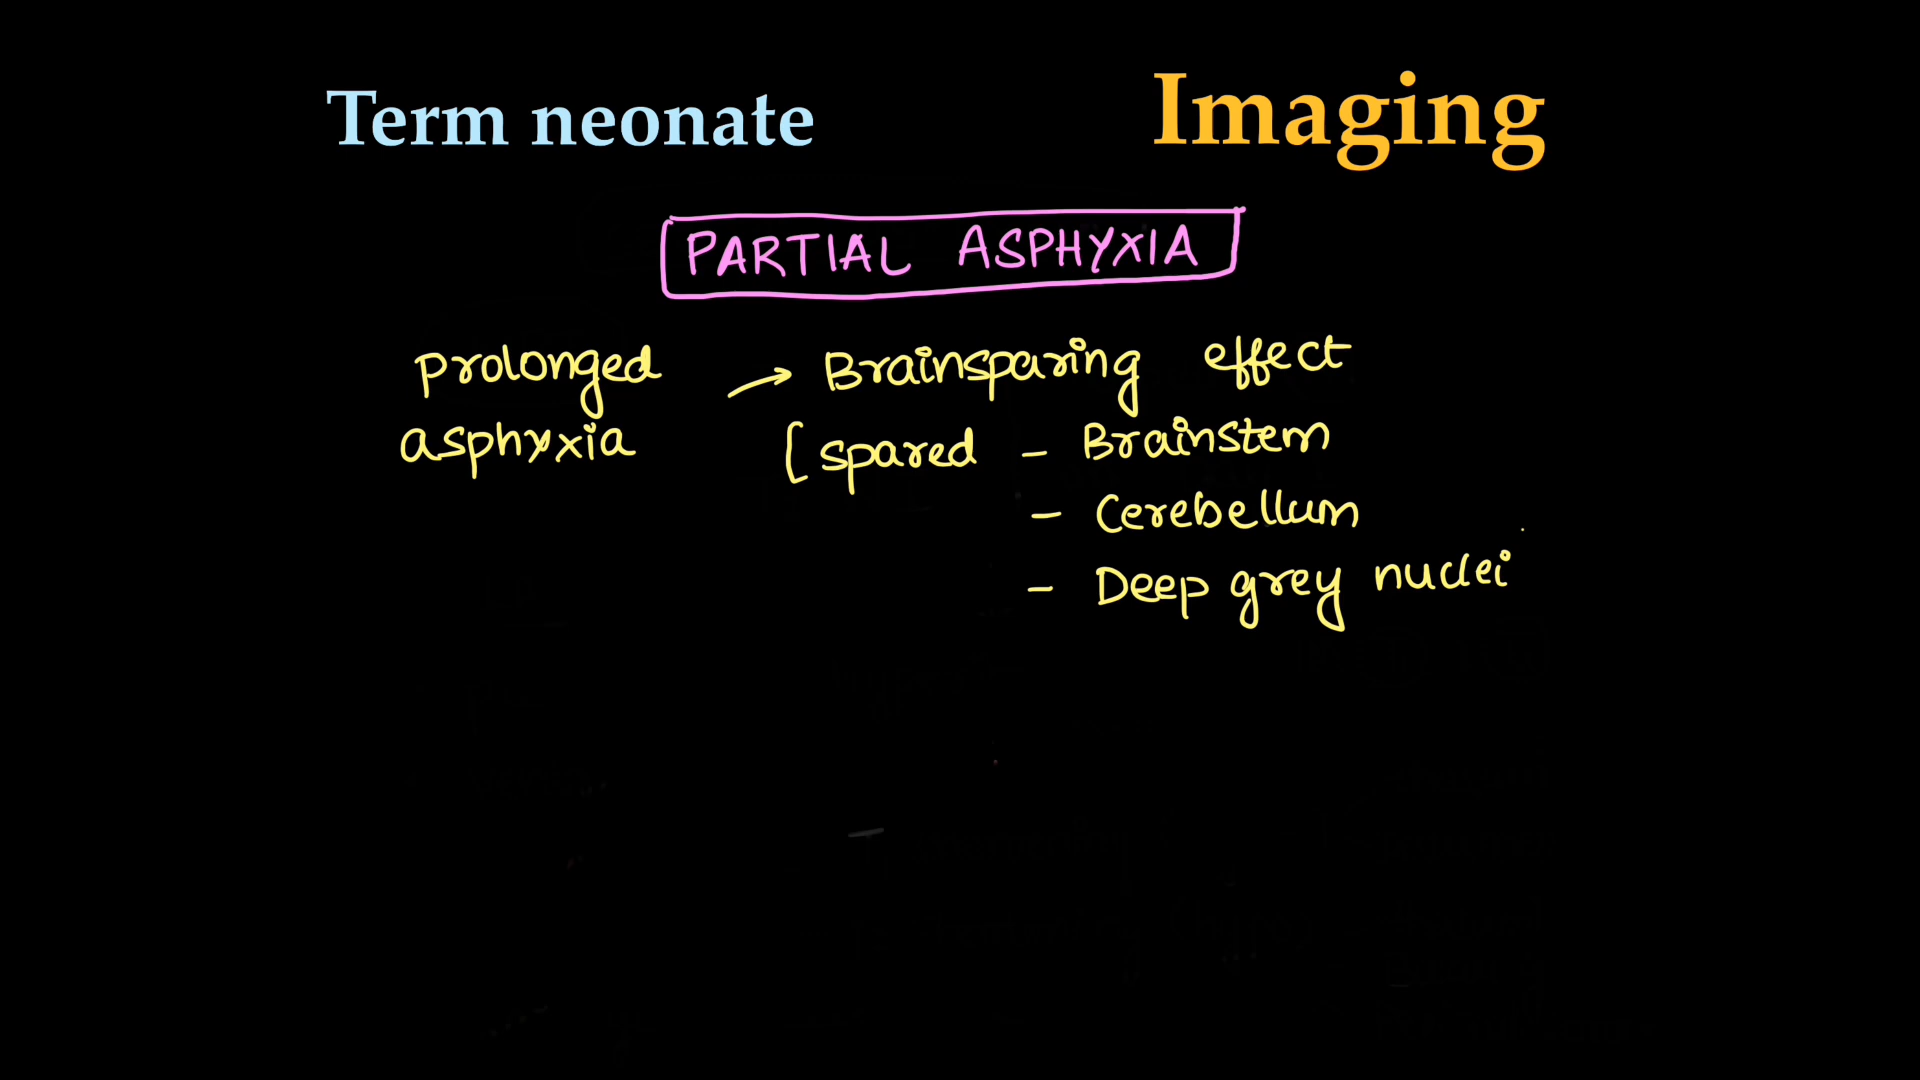 Term neonate Imaging
PARTIAL ASPHYXIA
Prolonged → Brainsparing effect
asphyxia [spared - Brainstem
- Cerebellum
- Deep grey nuclei